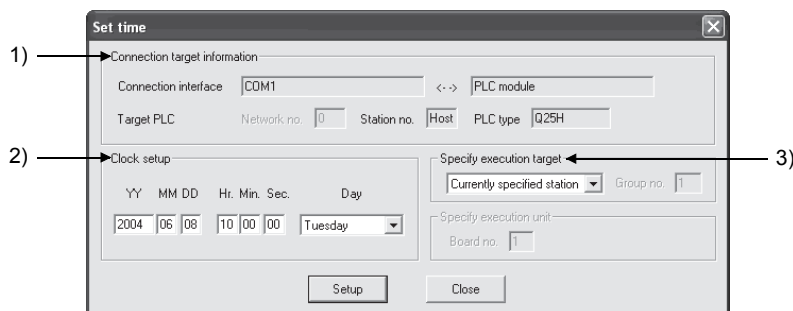 Set time
1)
Connection target information
Connection interface COM1 <--> PLC module
Target PLC Network no. 0 Station no. Host PLC type Q25H
2)
Clock setup
YY MM DD Hr. Min. Sec. Day
2004 06 08 10 00 00 Tuesday
Specify execution target
3)
Currently specified station Group no. 1
Specify execution unit
Board no. 1
Setup Close